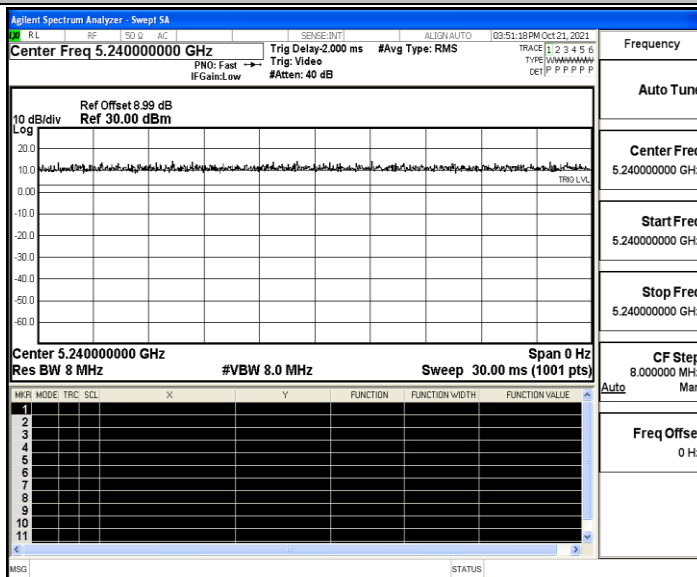 Agilent Spectrum Analyzer - Swept SA
LXI RL RF 50 Ω AC SENSE:INT ALIGN AUTO 03:51:18 PM Oct 21, 2021
Center Freq 5.240000000 GHz
PNO: Fast
IFGain:Low
Trig Delay-2.000 ms
Trig: Video
#Atten: 40 dB
#Avg Type: RMS
TRACE 1 2 3 4 5 6
TYPE
DET P P P P P P
Ref Offset 8.99 dB
10 dB/div Ref 30.00 dBm
Log
20.0
10.0
TRIG LVL
0.00
-10.0
-20.0
-30.0
-40.0
-50.0
-60.0
Center 5.240000000 GHz Span 0 Hz
Res BW 8 MHz #VBW 8.0 MHz Sweep 30.00 ms (1001 pts)
MKR MODE TRC SCL X Y FUNCTION FUNCTION WIDTH FUNCTION VALUE
1
2
3
4
5
6
7
8
9
10
11
MSG STATUS
Frequency
Auto Tune
Center Freq
5.240000000 GHz
Start Freq
5.240000000 GHz
Stop Freq
5.240000000 GHz
CF Step
8.000000 MHz
Auto Man
Freq Offset
0 Hz